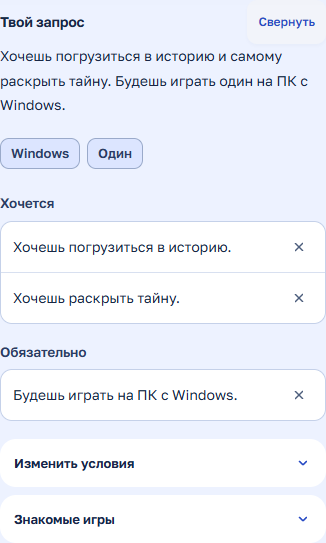 Твой запрос
Свернуть
Хочешь погрузиться в историю и самому
раскрыть тайну. Будешь играть один на ПК с
Windows.
Windows
Один
Хочется
Хочешь погрузиться в историю.
Хочешь раскрыть тайну.
Обязательно
Будешь играть на ПК с Windows.
Изменить условия
Знакомые игры